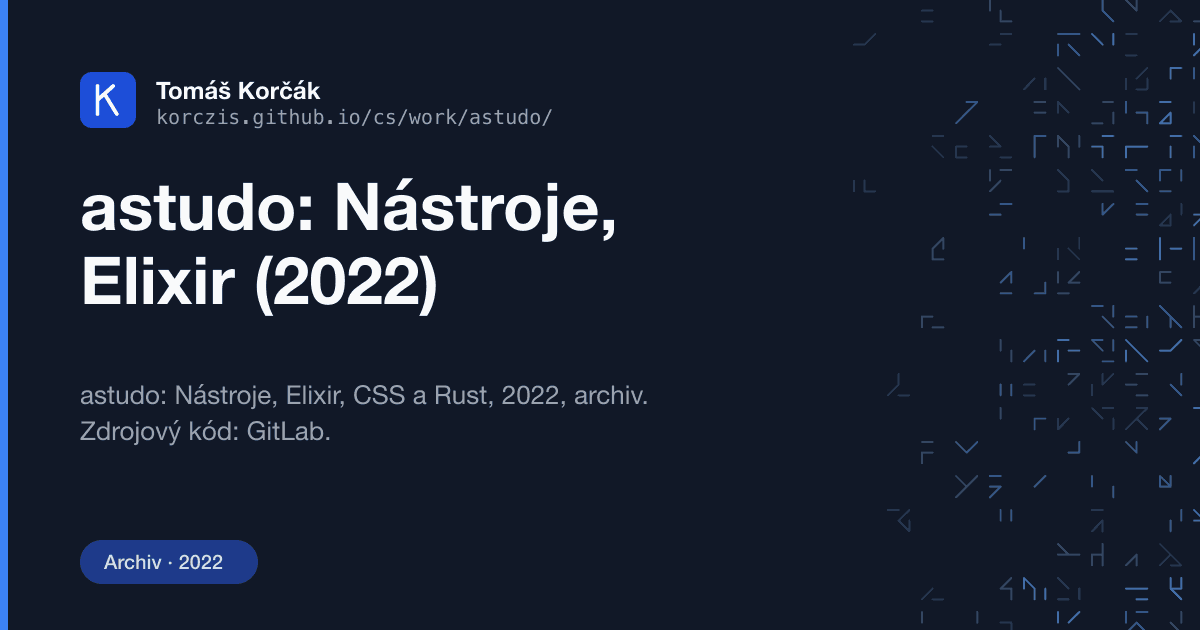 K
Tomáš Korčák
korczis.github.io/cs/work/astudo/
astudo: Nástroje,
Elixir (2022)
astudo: Nástroje, Elixir, CSS a Rust, 2022, archiv.
Zdrojový kód: GitLab.
Archiv · 2022